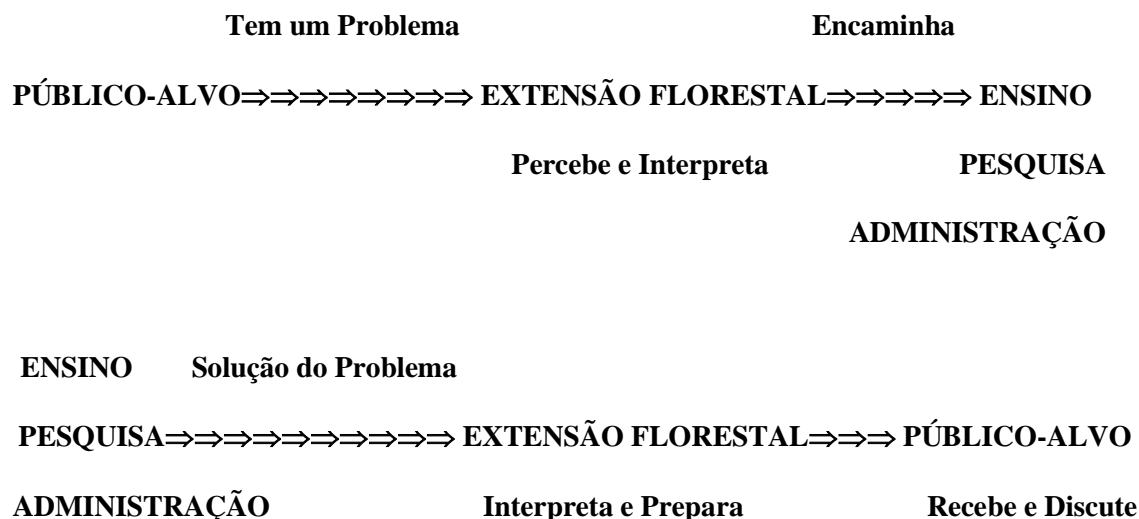 Tem um Problema Encaminha
PÚBLICO-ALVO⇒⇒⇒⇒⇒⇒⇒⇒ EXTENSÃO FLORESTAL⇒⇒⇒⇒⇒ ENSINO
Percebe e Interpreta PESQUISA
ADMINISTRAÇÃO
ENSINO Solução do Problema
PESQUISA⇒⇒⇒⇒⇒⇒⇒⇒⇒⇒ EXTENSÃO FLORESTAL⇒⇒⇒ PÚBLICO-ALVO
ADMINISTRAÇÃO Interpreta e Prepara Recebe e Discute